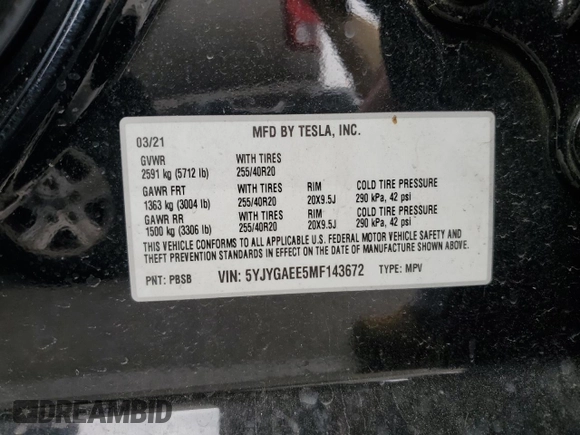 MFD BY TESLA, INC.
03/21
GVWR WITH TIRES
2591 kg (5712 lb) 255/40R20
GAWR FRT WITH TIRES RIM COLD TIRE PRESSURE
1363 kg (3004 lb) 255/40R20 20X9.5J 290 kPa, 42 psi
GAWR RR WITH TIRES RIM COLD TIRE PRESSURE
1500 kg (3306 lb) 255/40R20 20X9.5J 290 kPa, 42 psi
THIS VEHICLE CONFORMS TO ALL APPLICABLE U.S. FEDERAL MOTOR VEHICLE SAFETY AND
THEFT PREVENTION STANDARDS IN EFFECT ON THE DATE OF MANUFACTURE SHOWN ABOVE.
PNT: PBSB VIN: 5YJYGAEE5MF143672 TYPE: MPV
DREAMBID